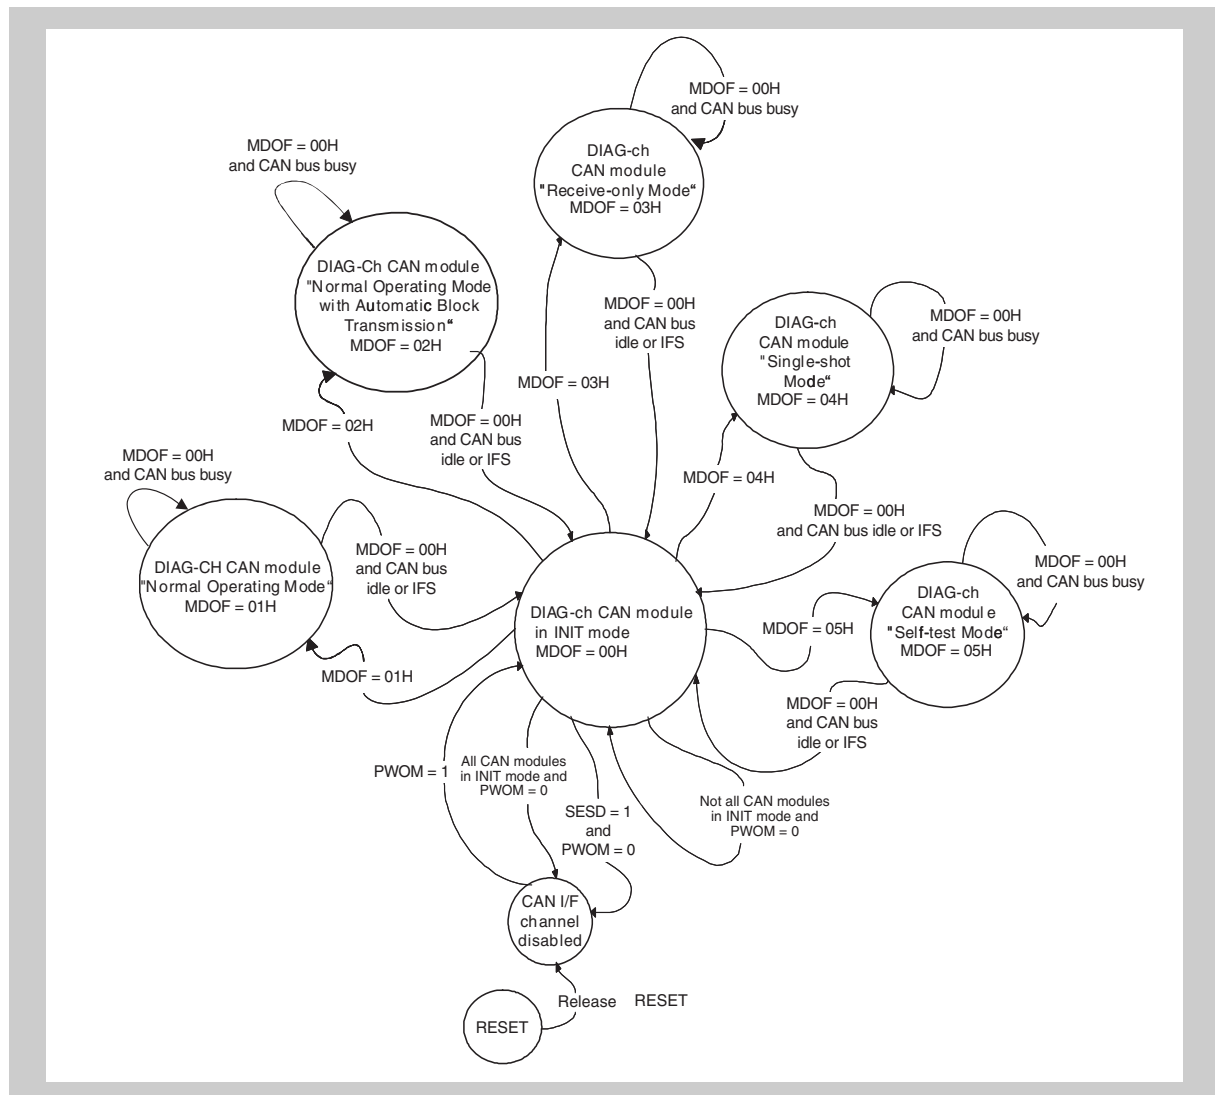 MDOF = 00H
and CAN bus busy
DIAG-ch
CAN module
"Receive-only Mode“
MDOF = 03H
MDOF = 00H
and CAN bus busy
DIAG-Ch CAN module
"Normal Operating Mode
with Automatic Block
Transmission“
MDOF = 02H
MDOF = 00H
and CAN bus
idle or IFS
DIAG-ch
CAN module
"Single-shot
Mode“
MDOF = 04H
MDOF = 00H
and CAN bus busy
MDOF = 03H
MDOF = 02H
MDOF = 00H
and CAN bus
idle or IFS
MDOF = 04H
MDOF = 00H
and CAN bus busy
MDOF = 00H
and CAN bus idle or IFS
DIAG-CH CAN module
"Normal Operating Mode“
MDOF = 01H
MDOF = 00H
and CAN bus
idle or IFS
MDOF = 00H
and CAN bus busy
DIAG-ch
CAN module
"Self-test Mode“
MDOF = 05H
DIAG-ch CAN module
in INIT mode
MDOF = 00H
MDOF = 05H
MDOF = 01H
MDOF = 00H
and CAN bus
idle or IFS
PWOM = 1
All CAN modules
in INIT mode and
PWOM = 0
SESD = 1
and
PWOM = 0
Not all CAN modules
in INIT mode and
PWOM = 0
CAN I/F
channel
disabled
Release RESET
RESET